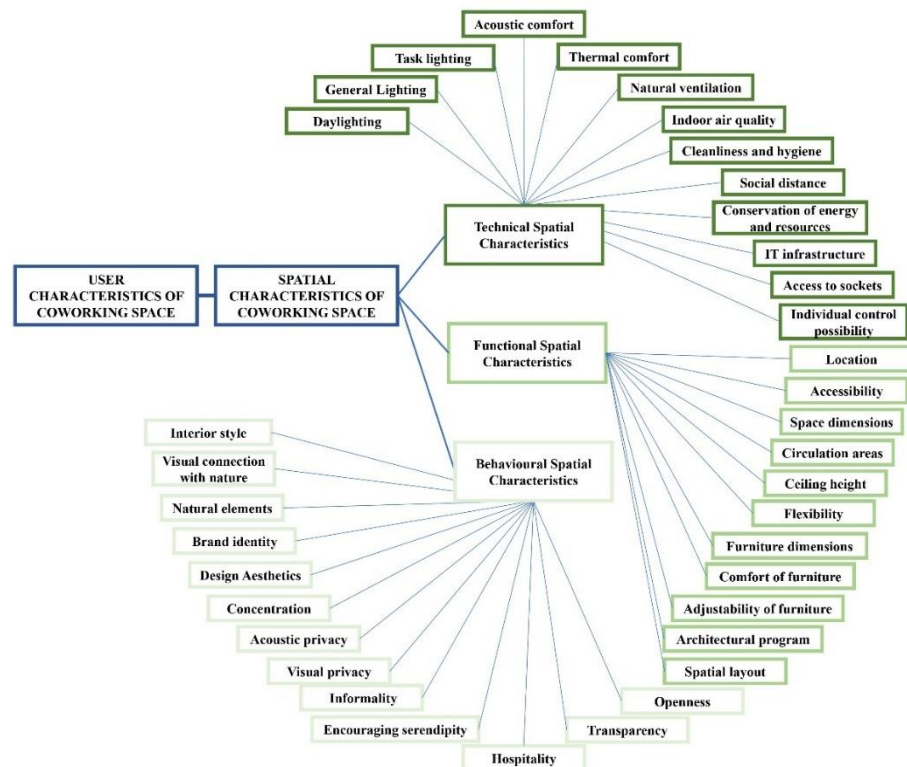 Acoustic comfort
Task lighting
Thermal comfort
General Lighting
Natural ventilation
Daylighting
Indoor air quality
Cleanliness and hygiene
Social distance
Technical Spatial
Characteristics
Conservation of energy
and resources
IT infrastructure
USER
CHARACTERISTICS OF
COWORKING SPACE
SPATIAL
CHARACTERISTICS OF
COWORKING SPACE
Access to sockets
Individual control
possibility
Functional Spatial
Characteristics
Location
Accessibility
Space dimensions
Circulation areas
Ceiling height
Flexibility
Furniture dimensions
Comfort of furniture
Adjustability of furniture
Architectural program
Spatial layout
Behavioural Spatial
Characteristics
Interior style
Visual connection
with nature
Natural elements
Brand identity
Design Aesthetics
Concentration
Acoustic privacy
Visual privacy
Informality
Encouraging serendipity
Hospitality
Transparency
Openness